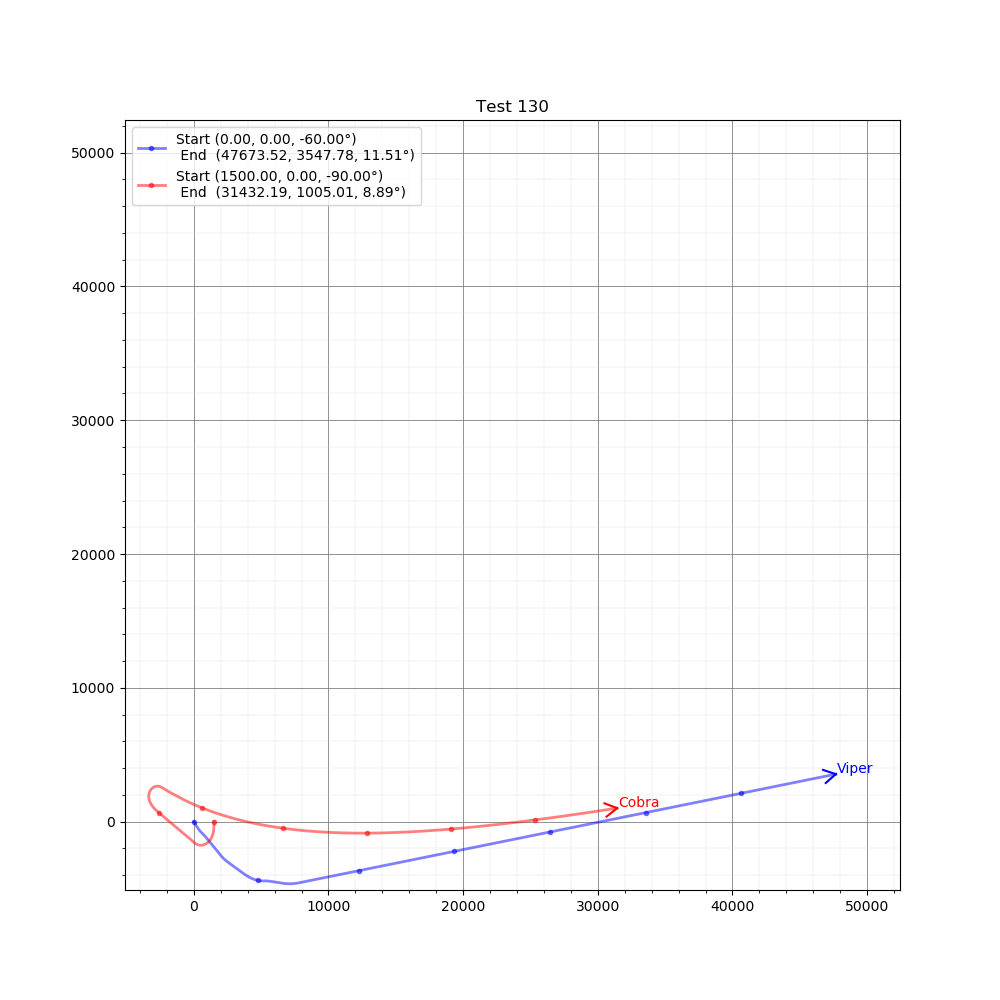 Test 130
Start (0.00, 0.00, -60.00°)
End (47673.52, 3547.78, 11.51°)
Start (1500.00, 0.00, -90.00°)
End (31432.19, 1005.01, 8.89°)
50000
40000
30000
20000
10000
0
Viper
Cobra
0
10000
20000
30000
40000
50000